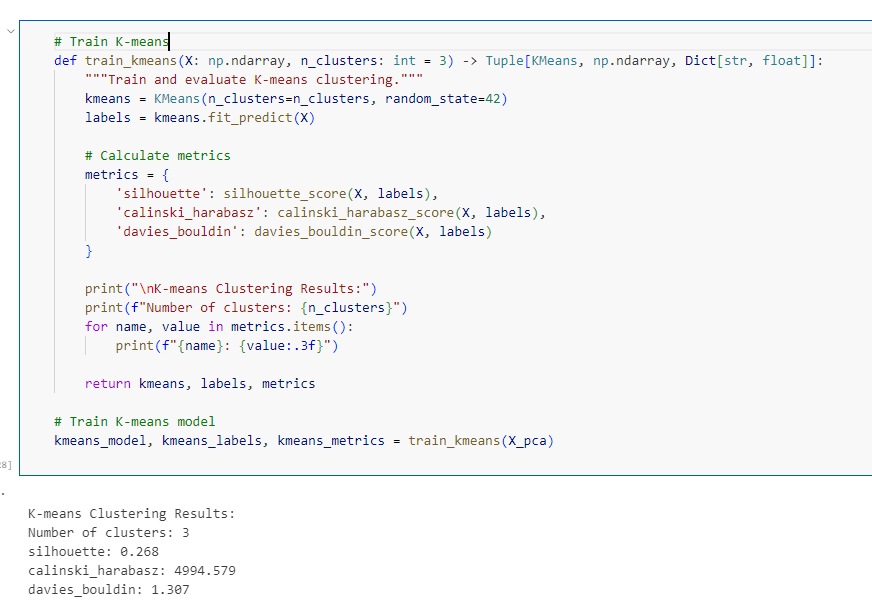 # Train K-means
def train_kmeans(X: np.ndarray, n_clusters: int = 3) -> Tuple[KMeans, np.ndarray, Dict[str, float]]:
    """Train and evaluate K-means clustering."""
    kmeans = KMeans(n_clusters=n_clusters, random_state=42)
    labels = kmeans.fit_predict(X)
    # Calculate metrics
    metrics = {
        'silhouette': silhouette_score(X, labels),
        'calinski_harabasz': calinski_harabasz_score(X, labels),
        'davies_bouldin': davies_bouldin_score(X, labels)
    }
    print("\nK-means Clustering Results:")
    print(f"Number of clusters: {n_clusters}")
    for name, value in metrics.items():
        print(f"{name}: {value:.3f}")
    return kmeans, labels, metrics
# Train K-means model
kmeans_model, kmeans_labels, kmeans_metrics = train_kmeans(X_pca)
8]
K-means Clustering Results:
Number of clusters: 3
silhouette: 0.268
calinski_harabasz: 4994.579
davies_bouldin: 1.307